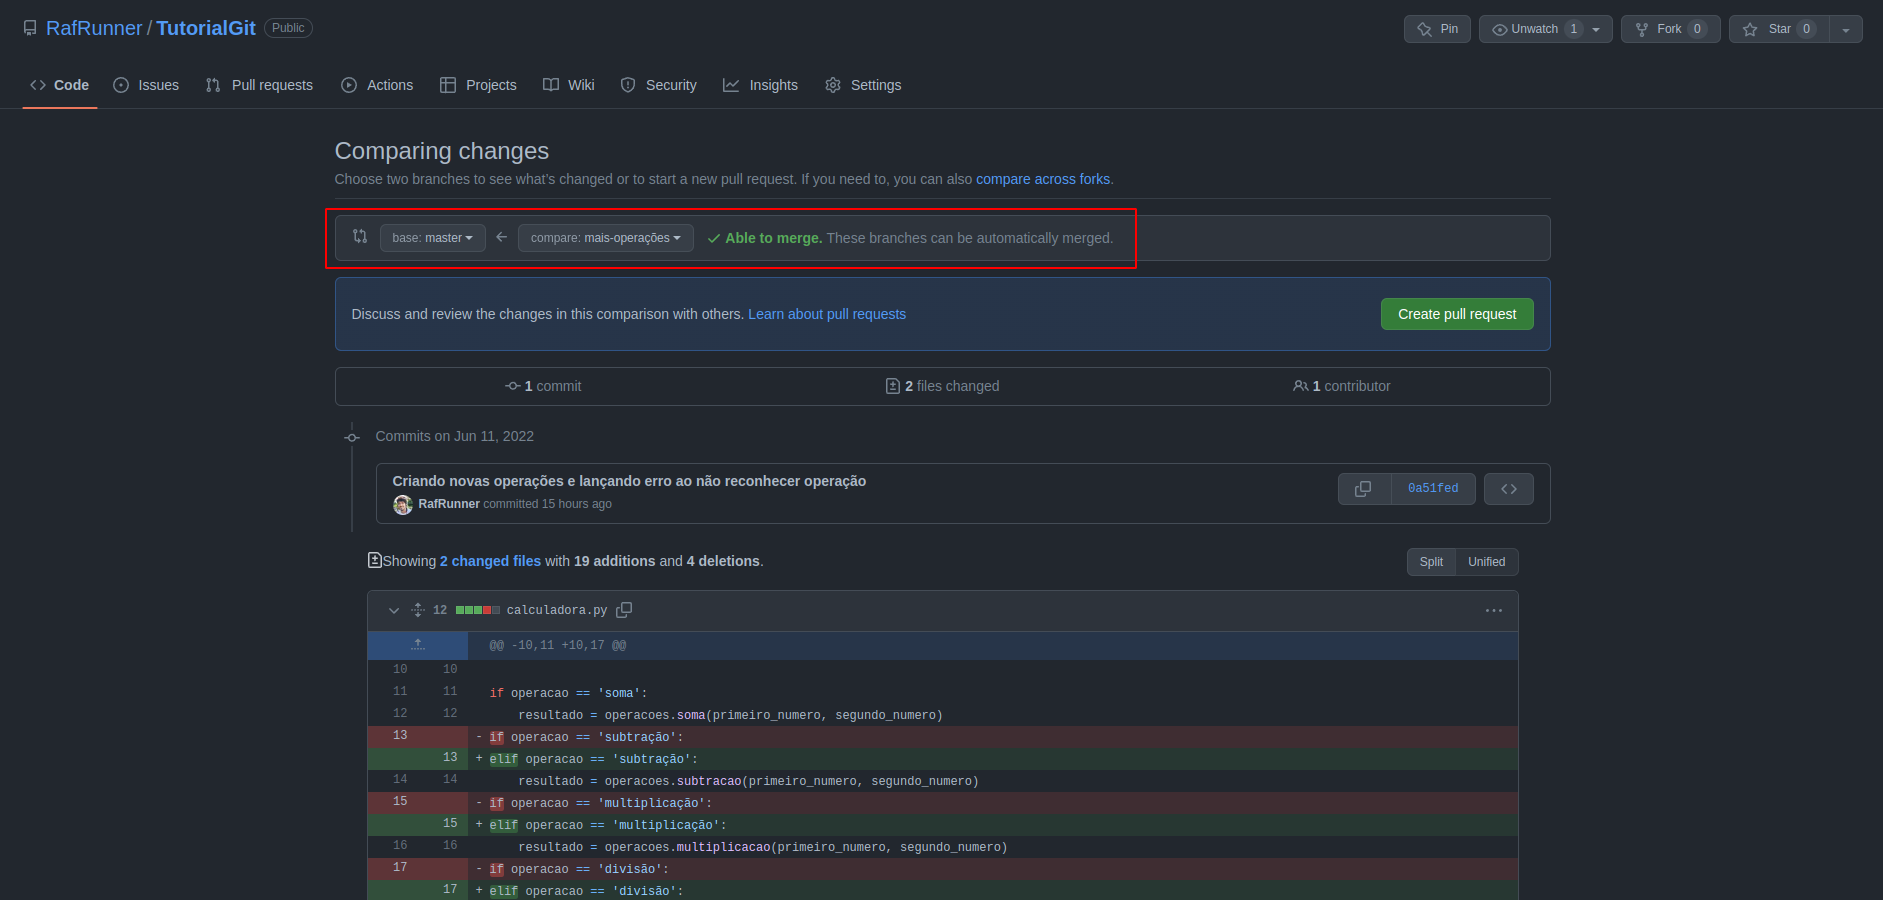 RafRunner / TutorialGit Public
Pin Unwatch 1 Fork 0 Star 0
Code Issues Pull requests Actions Projects Wiki Security Insights Settings
Comparing changes
Choose two branches to see what's changed or to start a new pull request. If you need to, you can also compare across forks.
base: master compare: mais-operações Able to merge. These branches can be automatically merged.
Discuss and review the changes in this comparison with others. Learn about pull requests Create pull request
1 commit 2 files changed 1 contributor
Commits on Jun 11, 2022
Criando novas operações e lançando erro ao não reconhecer operação
RafRunner committed 15 hours ago
0a51fed
Showing 2 changed files with 19 additions and 4 deletions.
Split Unified
12 calculadora.py
@@ -10,11 +10,17 @@
10 10
11 11 if operacao == 'soma':
12 12 resultado = operacoes.soma(primeiro_numero, segundo_numero)
13 - if operacao == 'subtração':
13 + elif operacao == 'subtração':
14 14 resultado = operacoes.subtracao(primeiro_numero, segundo_numero)
15 - if operacao == 'multiplicação':
15 + elif operacao == 'multiplicação':
16 16 resultado = operacoes.multiplicacao(primeiro_numero, segundo_numero)
17 - if operacao == 'divisão':
17 + elif operacao == 'divisão':